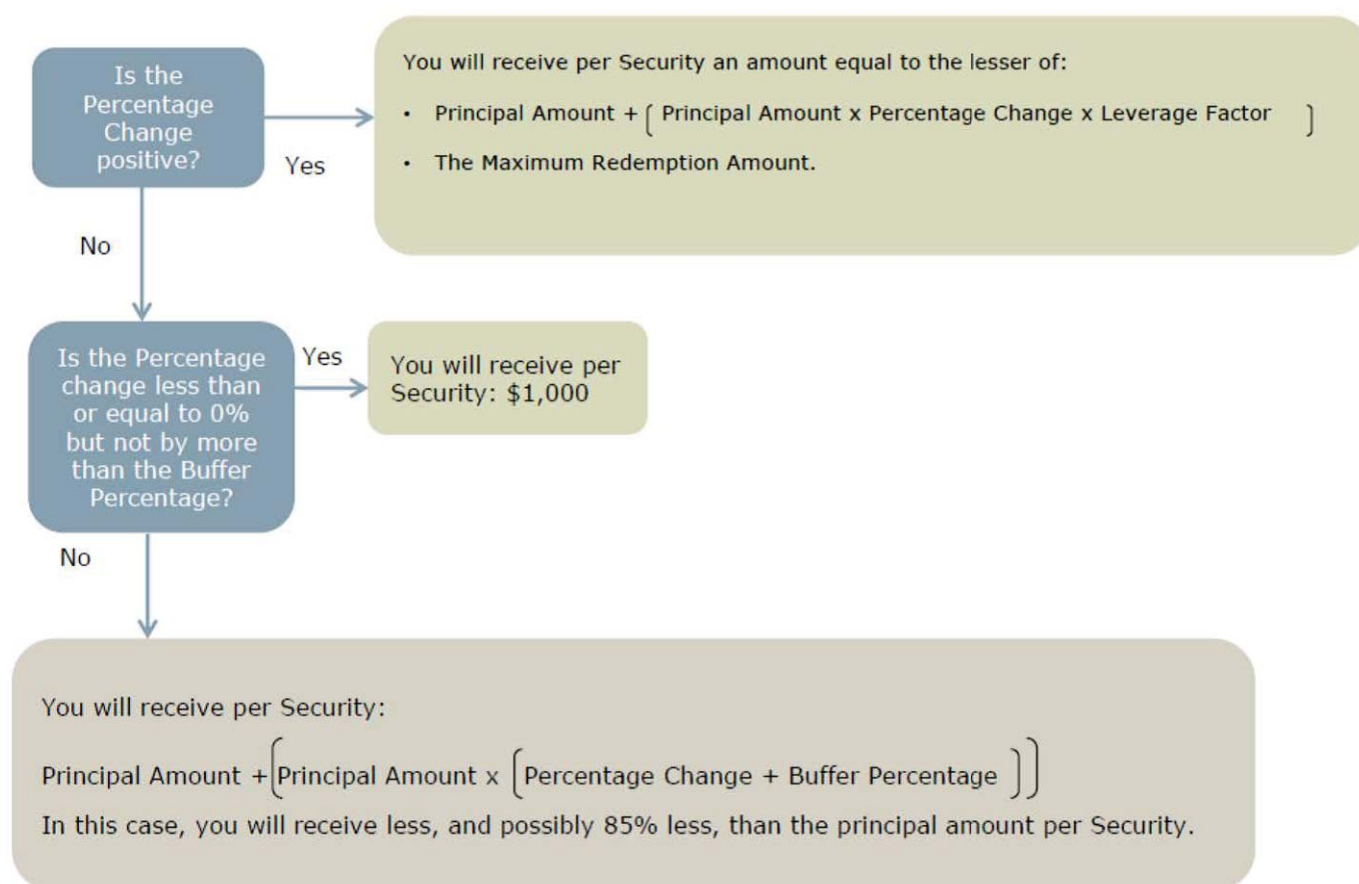 Is the
Percentage
Change
positive?
Yes
You will receive per Security an amount equal to the lesser of:
• Principal Amount + [ Principal Amount x Percentage Change x Leverage Factor ]
• The Maximum Redemption Amount.
No
Is the Percentage
change less than
or equal to 0%
but not by more
than the Buffer
Percentage?
Yes
You will receive per
Security: $1,000
No
You will receive per Security:
Principal Amount + [Principal Amount x [Percentage Change + Buffer Percentage ]]
In this case, you will receive less, and possibly 85% less, than the principal amount per Security.